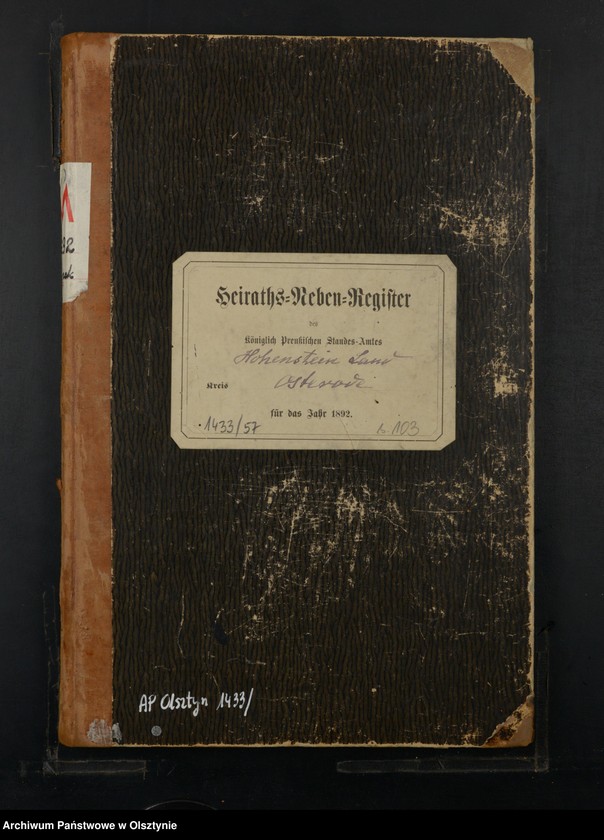 M
92
Heiraths-Neben-Register
des
Königlich Preußischen Standes-Amtes
Hohenstein Land
Kreis Osterode
für das Jahr 1892.
1433/57 b. 103
AP Olsztyn 1433/
Archiwum Państwowe w Olsztynie